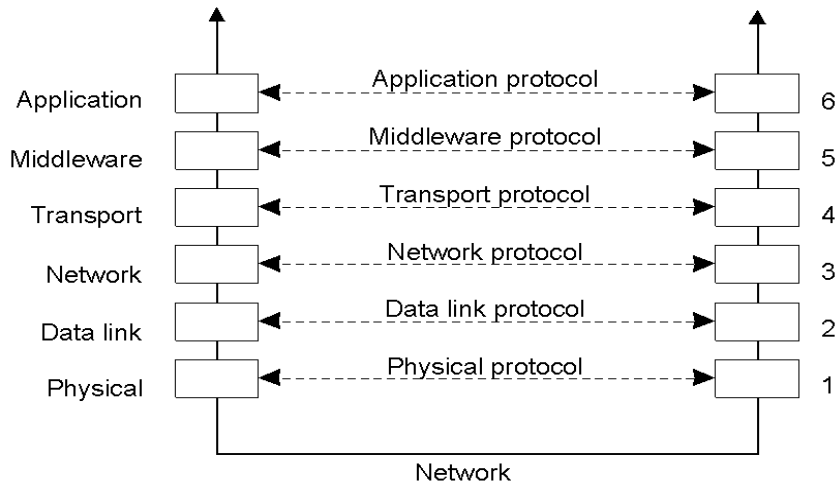 Application protocol
Application
6
Middleware protocol
Middleware
5
Transport protocol
Transport
4
Network protocol
Network
3
Data link protocol
Data link
2
Physical protocol
Physical
1
Network